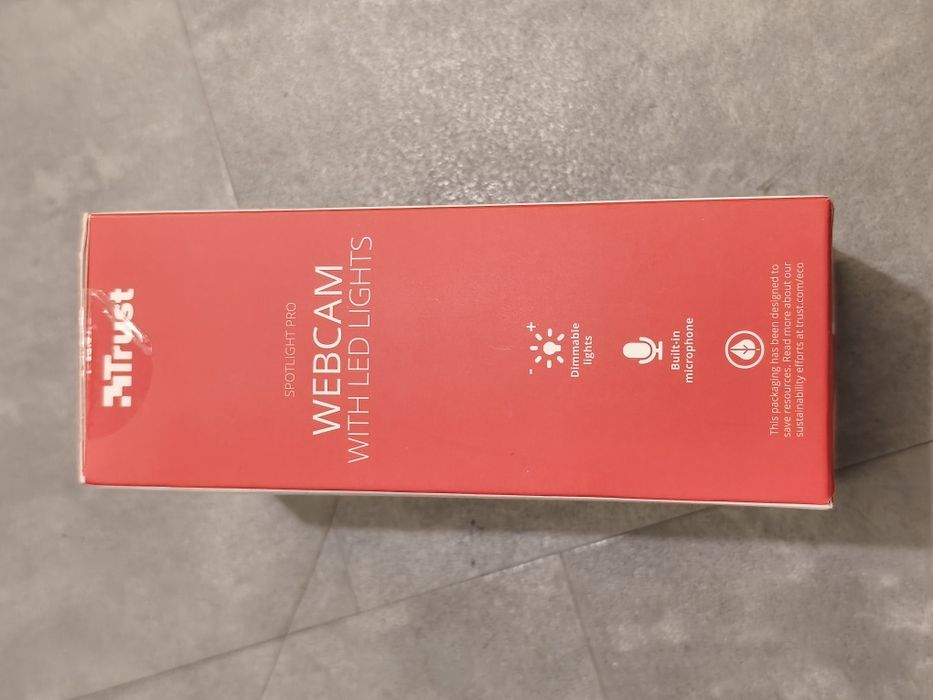 Trust
SPOTLIGHT PRO
WEBCAM
WITH LED LIGHTS
- +
Dimmable
lights
Built-in
microphone
This packaging has been designed to
save resources. Read more about our
sustainability efforts at trust.com/eco